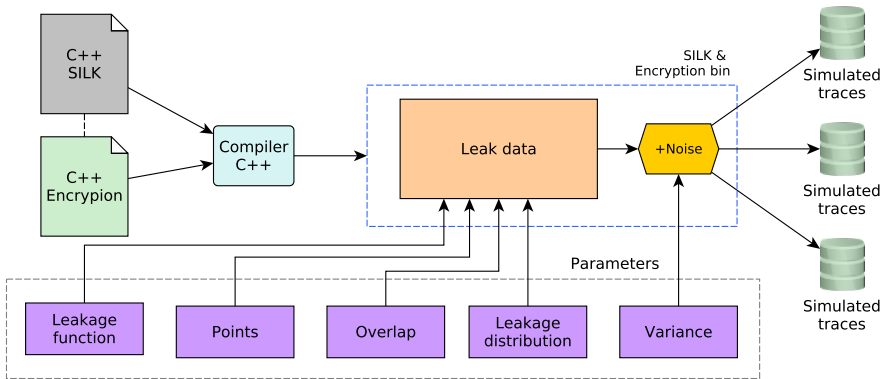 C++
SILK
C++
Encrypion
Compiler
C++
SILK &
Encryption bin
Leak data
+Noise
Simulated
traces
Simulated
traces
Simulated
traces
Parameters
Leakage
function
Points
Overlap
Leakage
distribution
Variance